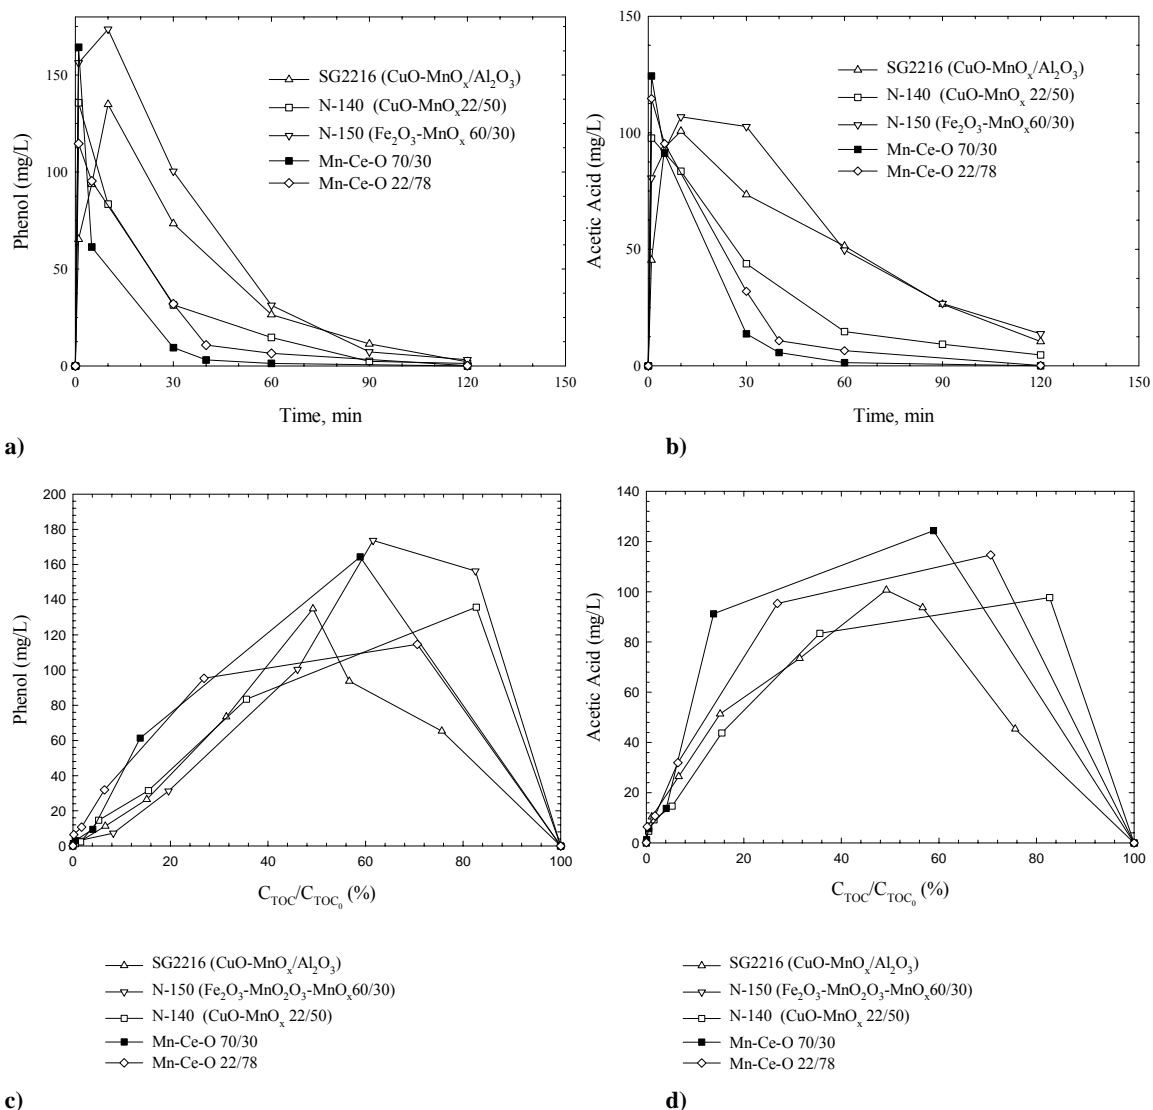 150
100
50
0
Phenol (mg/L)
SG2216 (CuO-MnOx/Al2O3)
N-140 (CuO-MnOx22/50)
N-150 (Fe2O3-MnOx 60/30)
Mn-Ce-O 70/30
Mn-Ce-O 22/78
0 30 60 90 120 150
Time, min
a)
150
100
50
0
Acetic Acid (mg/L)
SG2216 (CuO-MnOx/Al2O3)
N-140 (CuO-MnOx 22/50)
N-150 (Fe2O3-MnOx60/30)
Mn-Ce-O 70/30
Mn-Ce-O 22/78
0 30 60 90 120 150
Time, min
b)
200
180
160
140
120
100
80
60
40
20
0
Phenol (mg/L)
0 20 40 60 80 100
CTOC/CTOC0 (%)
SG2216 (CuO-MnOx/Al2O3)
N-150 (Fe2O3-MnO2O3-MnOx60/30)
N-140 (CuO-MnOx 22/50)
Mn-Ce-O 70/30
Mn-Ce-O 22/78
c)
140
120
100
80
60
40
20
0
Acetic Acid (mg/L)
0 20 40 60 80 100
CTOC/CTOC0 (%)
SG2216 (CuO-MnOx/Al2O3)
N-150 (Fe2O3-MnO2O3-MnOx60/30)
N-140 (CuO-MnOx 22/50)
Mn-Ce-O 70/30
Mn-Ce-O 22/78
d)